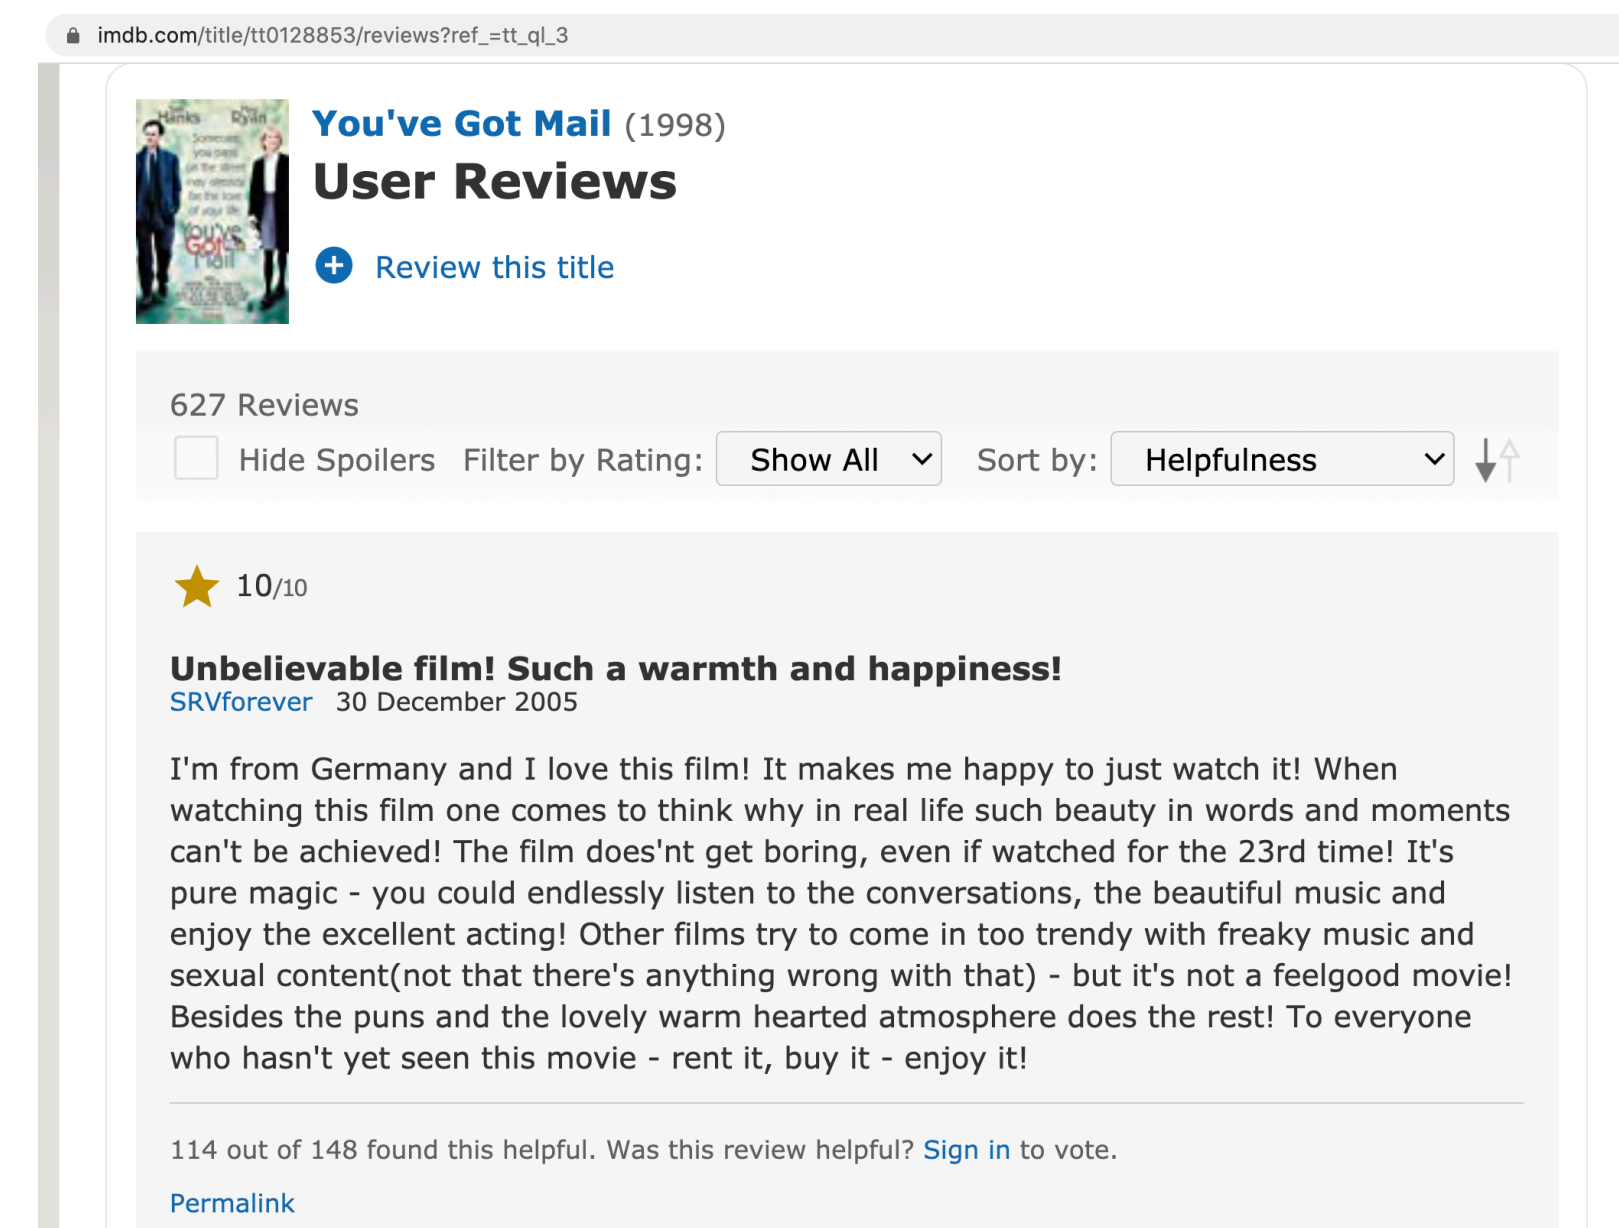 imdb.com/title/tt0128853/reviews?ref_=tt_ql_3
Hanks Ryan
You've
Got
Mail
You've Got Mail (1998)
User Reviews
Review this title
627 Reviews
Hide Spoilers Filter by Rating: Show All Sort by: Helpfulness
10/10
Unbelievable film! Such a warmth and happiness!
SRVforever 30 December 2005
I'm from Germany and I love this film! It makes me happy to just watch it! When
watching this film one comes to think why in real life such beauty in words and moments
can't be achieved! The film does'nt get boring, even if watched for the 23rd time! It's
pure magic - you could endlessly listen to the conversations, the beautiful music and
enjoy the excellent acting! Other films try to come in too trendy with freaky music and
sexual content(not that there's anything wrong with that) - but it's not a feelgood movie!
Besides the puns and the lovely warm hearted atmosphere does the rest! To everyone
who hasn't yet seen this movie - rent it, buy it - enjoy it!
114 out of 148 found this helpful. Was this review helpful? Sign in to vote.
Permalink